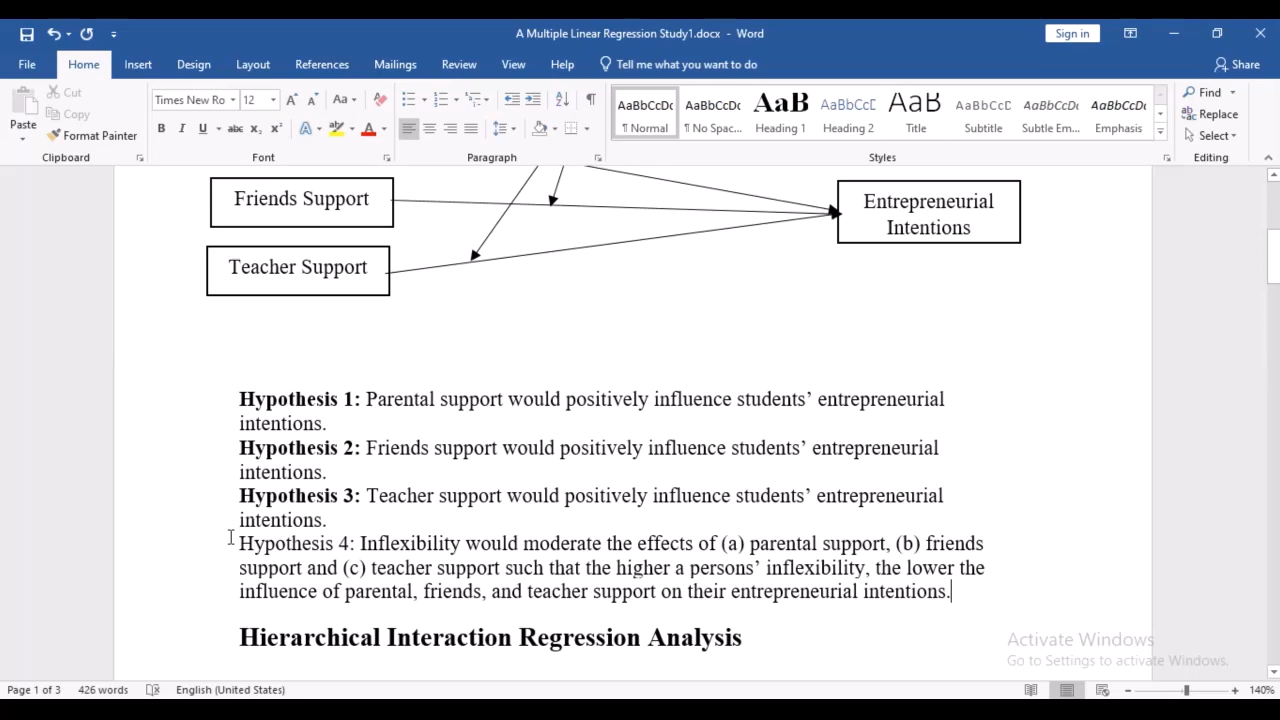 A Multiple Linear Regression Study1.docx - Word
Sign in
File Home Insert Design Layout References Mailings Review View Help Tell me what you want to do Share
Paste
Cut
Copy
Format Painter
Clipboard
Times New Ro 12
Font
Paragraph
AaBbCcDc AaBbCcDc AaB AaBbCcD AaB AaBbCcD AaBbCcDc AaBbCcDc
¶ Normal ¶ No Spac... Heading 1 Heading 2 Title Subtitle Subtle Em... Emphasis
Styles
Find
Replace
Select
Editing
Friends Support
Teacher Support
Entrepreneurial
Intentions
Hypothesis 1: Parental support would positively influence students’ entrepreneurial
intentions.
Hypothesis 2: Friends support would positively influence students’ entrepreneurial
intentions.
Hypothesis 3: Teacher support would positively influence students’ entrepreneurial
intentions.
Hypothesis 4: Inflexibility would moderate the effects of (a) parental support, (b) friends
support and (c) teacher support such that the higher a persons’ inflexibility, the lower the
influence of parental, friends, and teacher support on their entrepreneurial intentions.
Hierarchical Interaction Regression Analysis
Activate Windows
Go to Settings to activate Windows.
Page 1 of 3 426 words English (United States) 140%